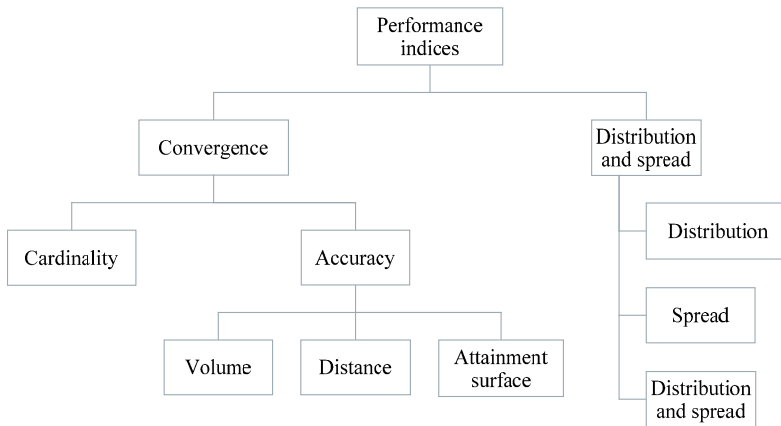 Performance
indices
Convergence
Distribution
and spread
Cardinality
Accuracy
Distribution
Spread
Volume
Distance
Attainment
surface
Distribution
and spread